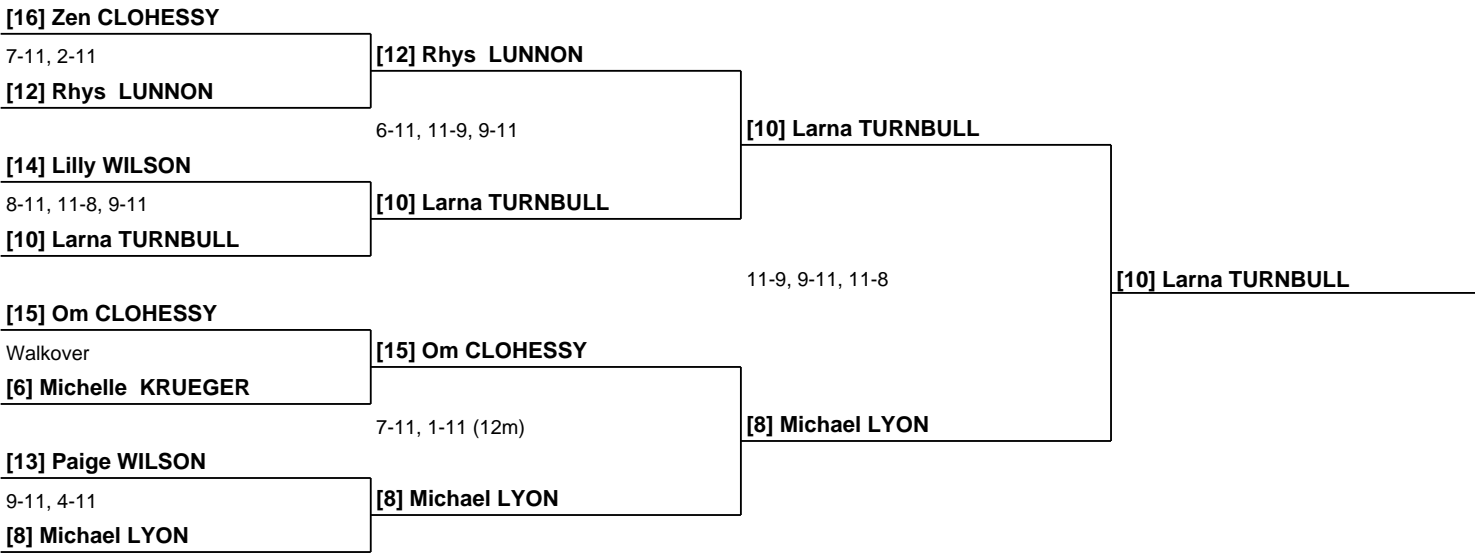 [16] Zen CLOHESSY
7-11, 2-11
[12] Rhys  LUNNON
[12] Rhys  LUNNON
6-11, 11-9, 9-11
[10] Larna TURNBULL
[14] Lilly WILSON
8-11, 11-8, 9-11
[10] Larna TURNBULL
[10] Larna TURNBULL
11-9, 9-11, 11-8
[10] Larna TURNBULL
[15] Om CLOHESSY
Walkover
[15] Om CLOHESSY
[6] Michelle  KRUEGER
7-11, 1-11 (12m)
[8] Michael LYON
[13] Paige WILSON
9-11, 4-11
[8] Michael LYON
[8] Michael LYON